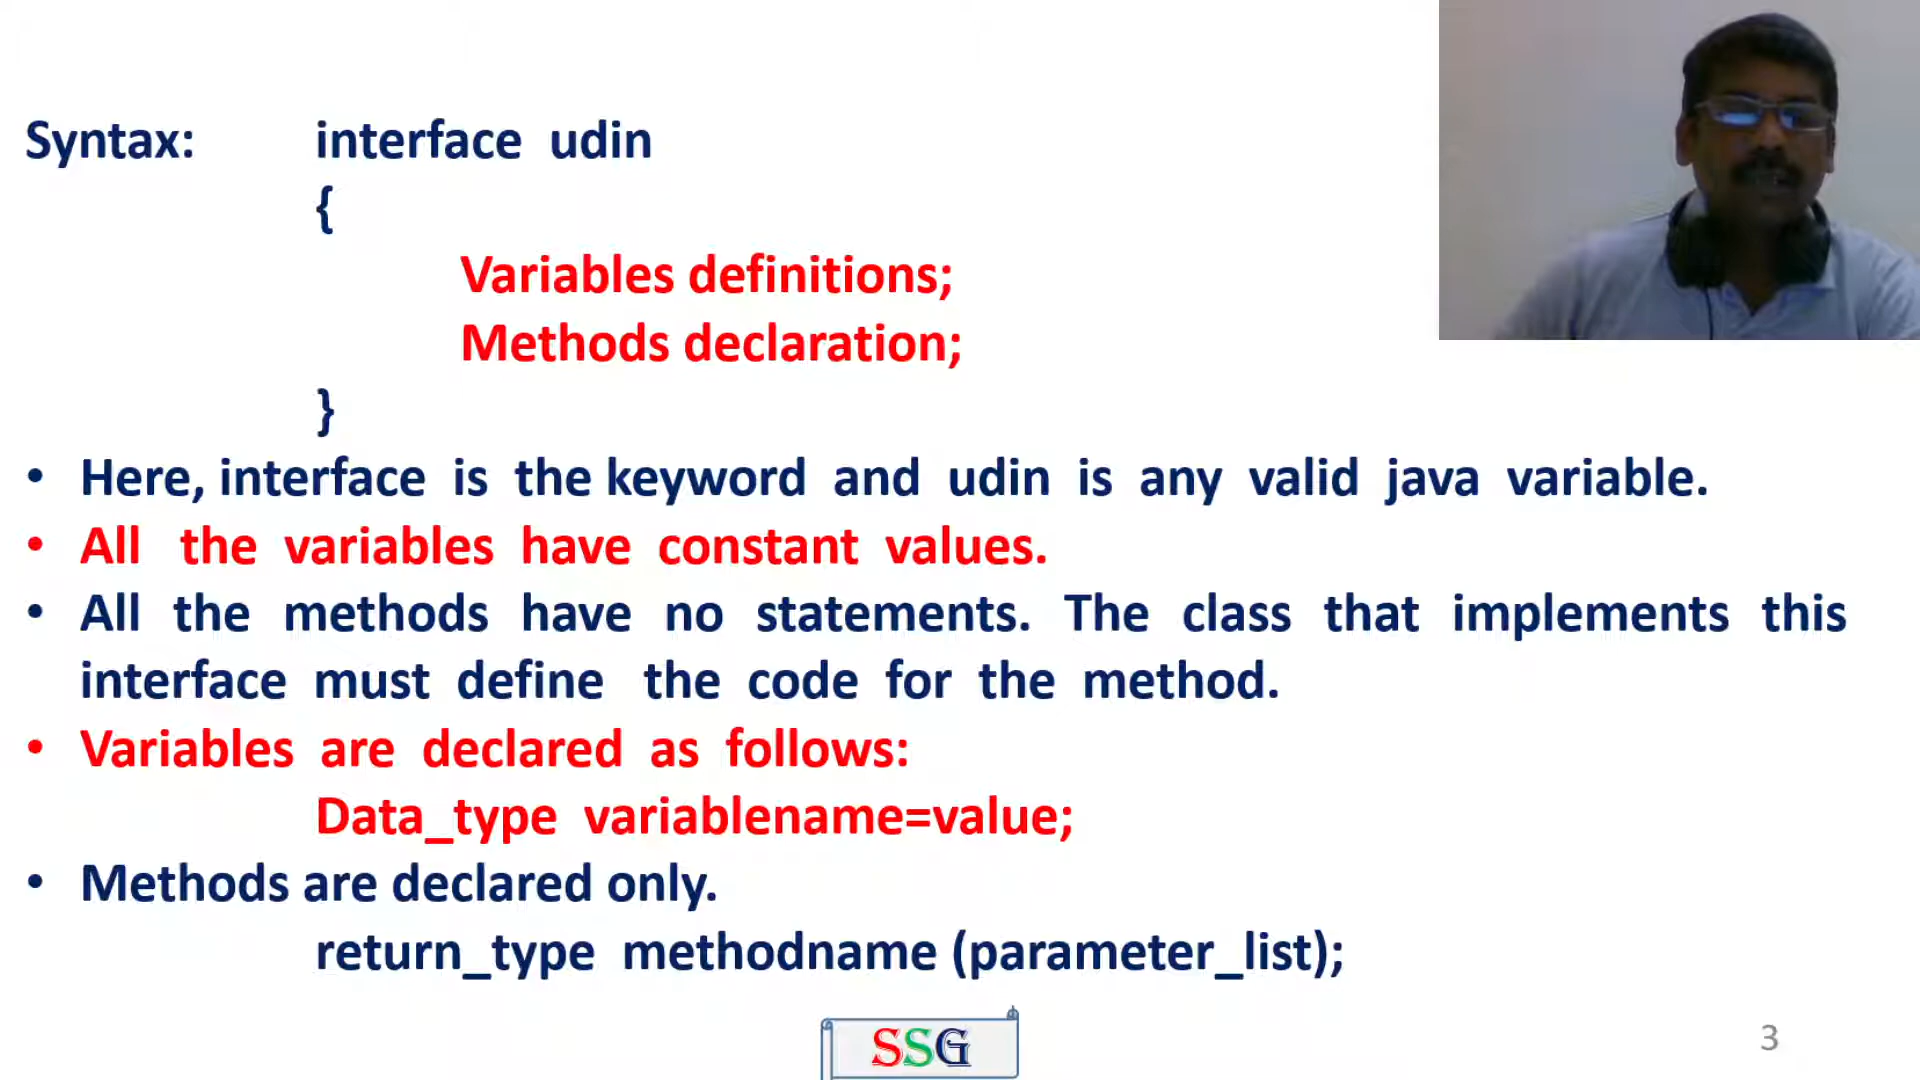 Syntax: interface udin
{
Variables definitions;
Methods declaration;
}
• Here, interface is the keyword and udin is any valid java variable.
• All the variables have constant values.
• All the methods have no statements. The class that implements this
interface must define the code for the method.
• Variables are declared as follows:
Data_type variablename=value;
• Methods are declared only.
return_type methodname (parameter_list);
SSG
3